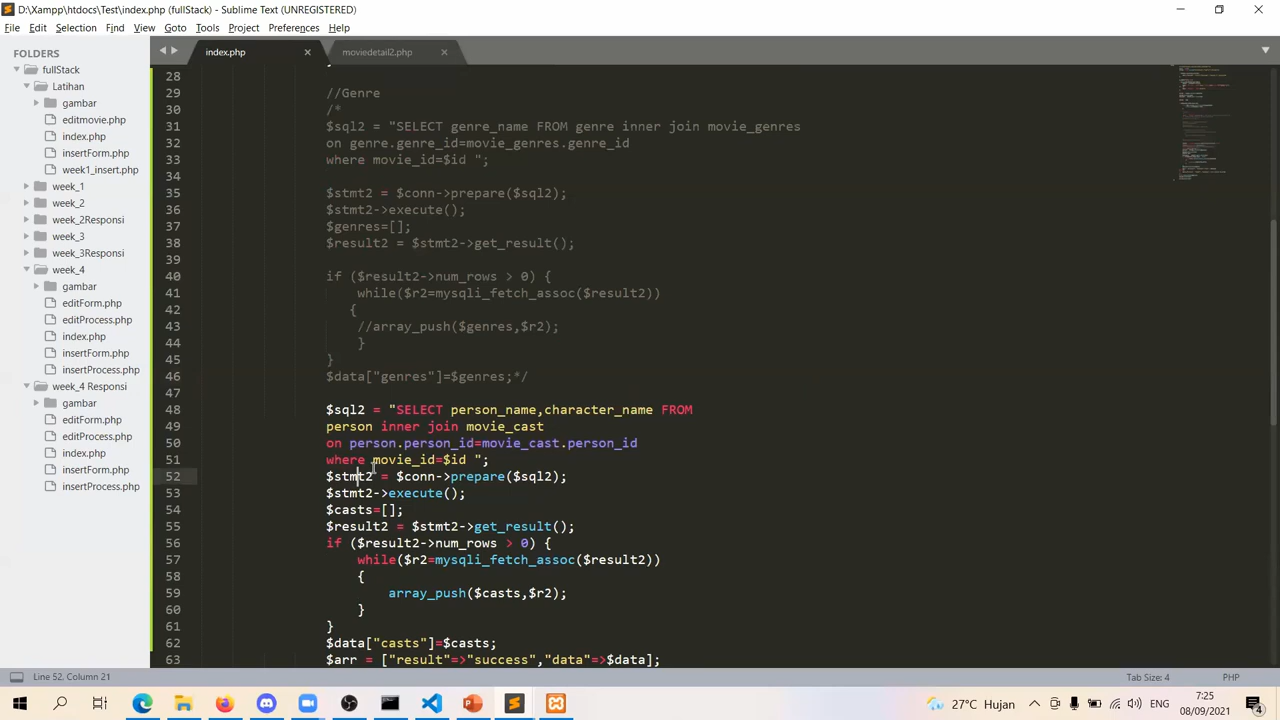 D:\Xampp\htdocs\Test\index.php (fullStack) - Sublime Text (UNREGISTERED)
File Edit Selection Find View Goto Tools Project Preferences Help
FOLDERS
fullStack
Latihan
gambar
editmovie.php
index.php
insertForm.php
week1_insert.php
week_1
week_2
week_2Responsi
week_3
week_3Responsi
week_4
gambar
editForm.php
editProcess.php
index.php
insertForm.php
insertProcess.php
week_4 Responsi
gambar
editForm.php
editProcess.php
index.php
insertForm.php
insertProcess.php
index.php × moviedetail2.php ×
28
29 //Genre
30 /*
31 $sql2 = "SELECT genre_name FROM genre inner join movie_genres
32 on genre.genre_id=movie_genres.genre_id
33 where movie_id=$id ";
34
35 $stmt2 = $conn->prepare($sql2);
36 $stmt2->execute();
37 $genres=[];
38 $result2 = $stmt2->get_result();
39
40 if ($result2->num_rows > 0) {
41 while($r2=mysqli_fetch_assoc($result2))
42 {
43 //array_push($genres,$r2);
44 }
45 }
46 $data["genres"]=$genres;*/
47
48 $sql2 = "SELECT person_name,character_name FROM
49 person inner join movie_cast
50 on person.person_id=movie_cast.person_id
51 where movie_id=$id ";
52 $stmt2 = $conn->prepare($sql2);
53 $stmt2->execute();
54 $casts=[];
55 $result2 = $stmt2->get_result();
56 if ($result2->num_rows > 0) {
57 while($r2=mysqli_fetch_assoc($result2))
58 {
59 array_push($casts,$r2);
60 }
61 }
62 $data["casts"]=$casts;
63 $arr = ["result"=>"success","data"=>$data];
Line 52, Column 21 Tab Size: 4 PHP
27°C Hujan ENG 7:25
08/09/2021 4